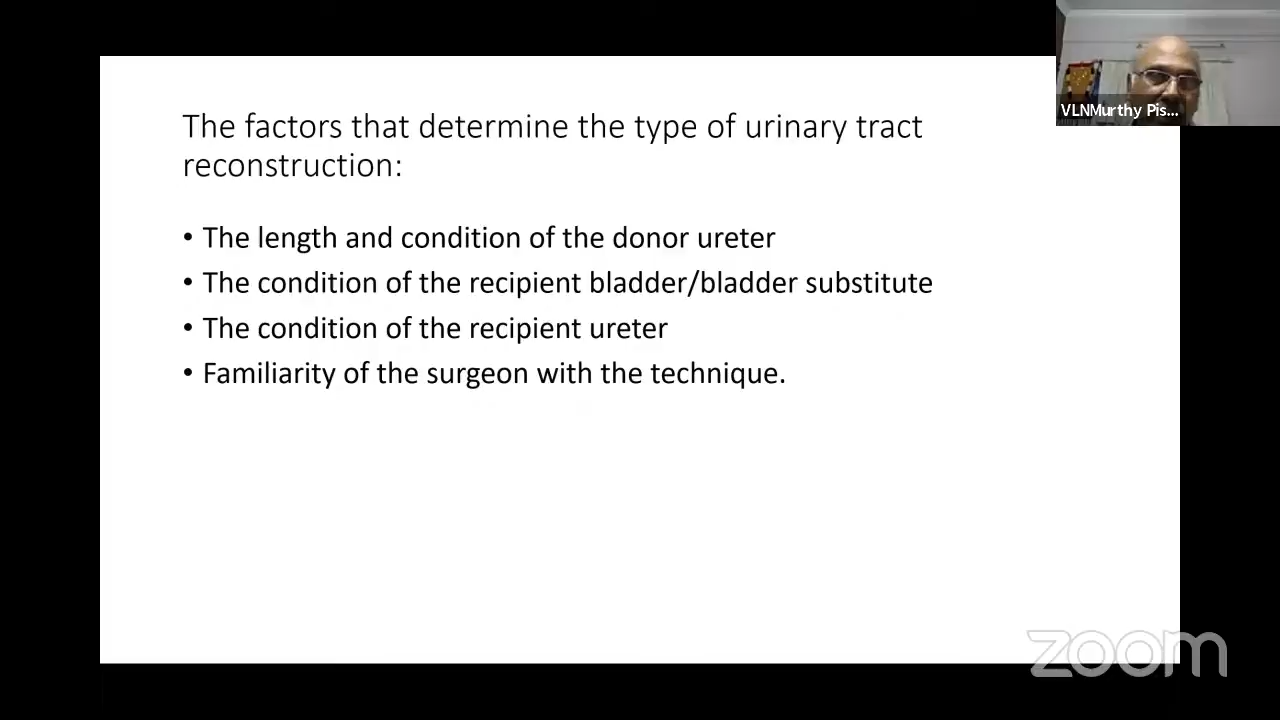 VLNMurthy Pis...
The factors that determine the type of urinary tract
reconstruction:
• The length and condition of the donor ureter
• The condition of the recipient bladder/bladder substitute
• The condition of the recipient ureter
• Familiarity of the surgeon with the technique.
zoom